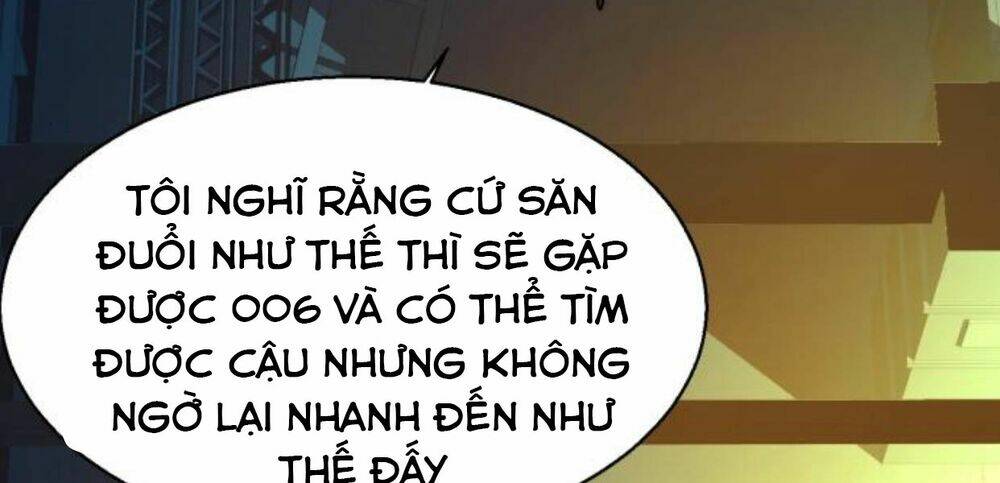 TÔI NGHĨ RẰNG CỨ SĂN
ĐUỔI NHƯ THẾ THÌ SẼ GẶP
ĐƯỢC 006 VÀ CÓ THỂ TÌM
ĐƯỢC CẬU NHƯNG KHÔNG
NGỜ LẠI NHANH ĐẾN NHƯ
THẾ ĐẤY